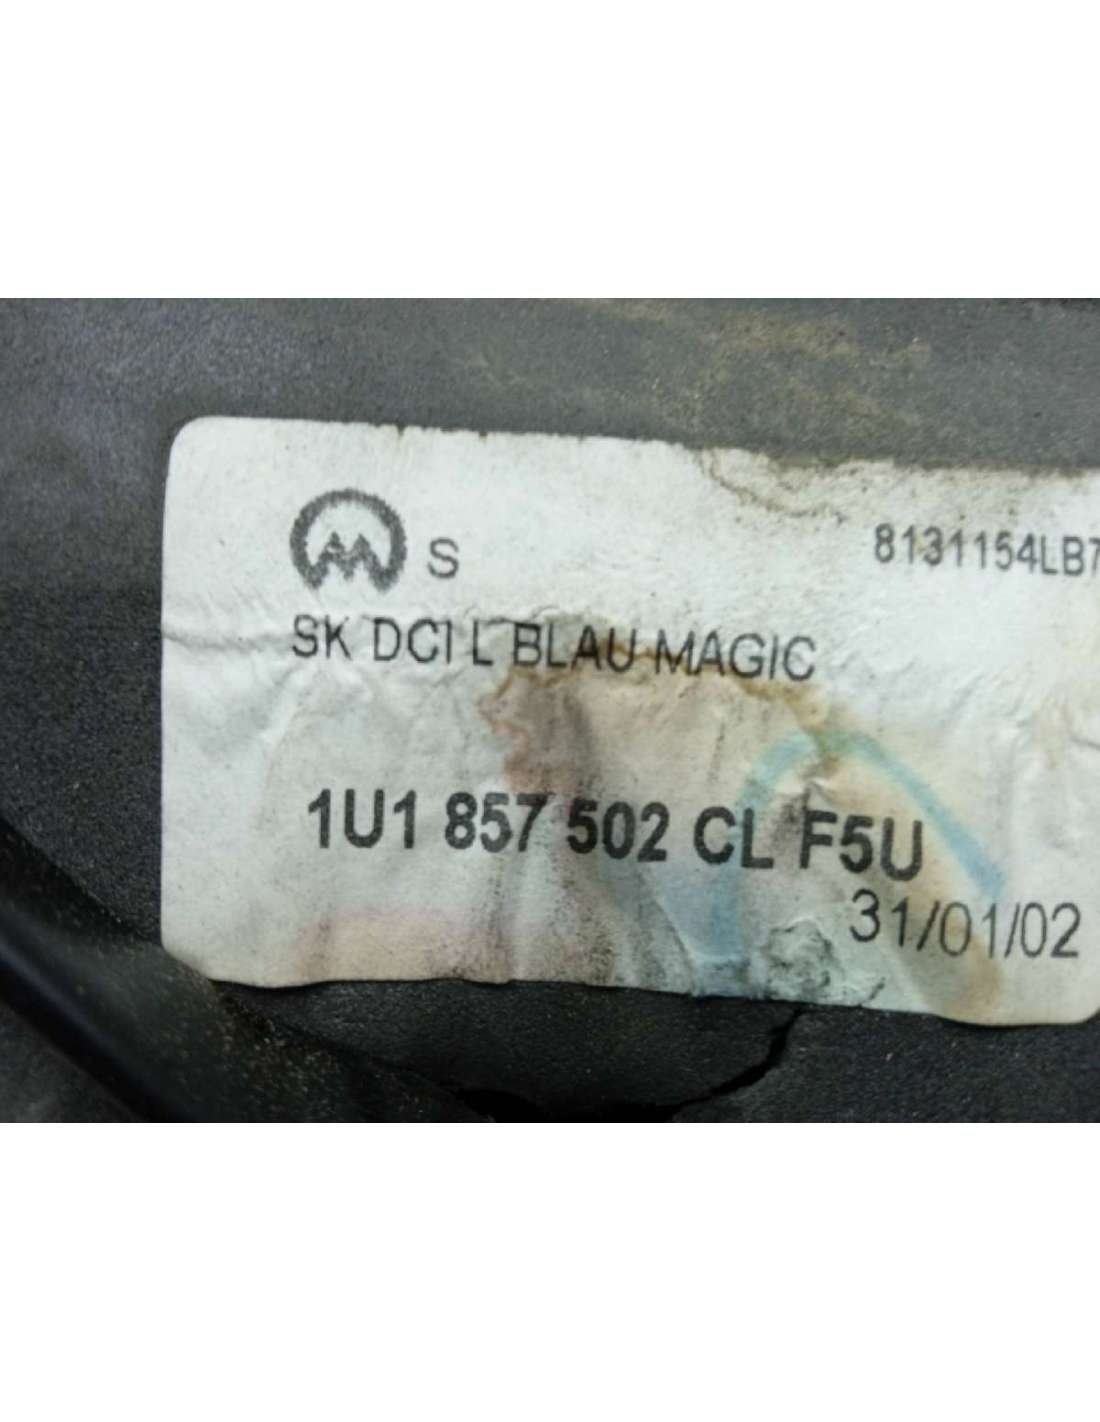 S
8131154LB7
SK DCI L BLAU MAGIC
1U1 857 502 CL F5U
31/01/02